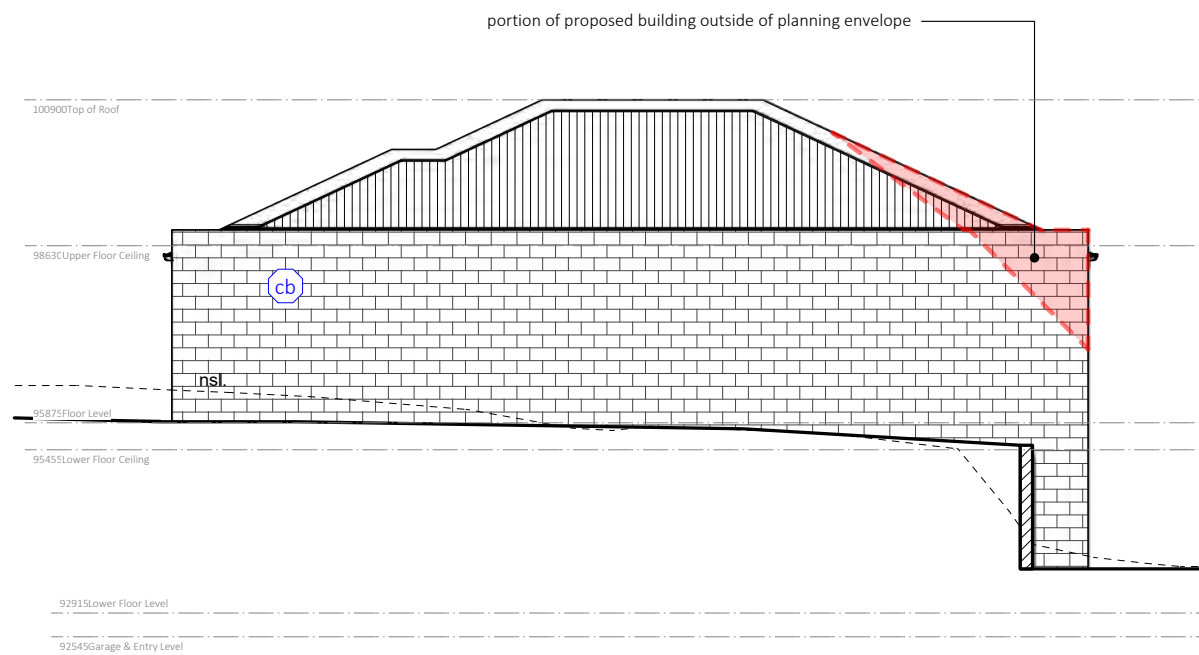 portion of proposed building outside of planning envelope
100900Top of Roof
98630Upper Floor Ceiling
cb
nsl.
95875Floor Level
95455Lower Floor Ceiling
92915Lower Floor Level
92545Garage & Entry Level